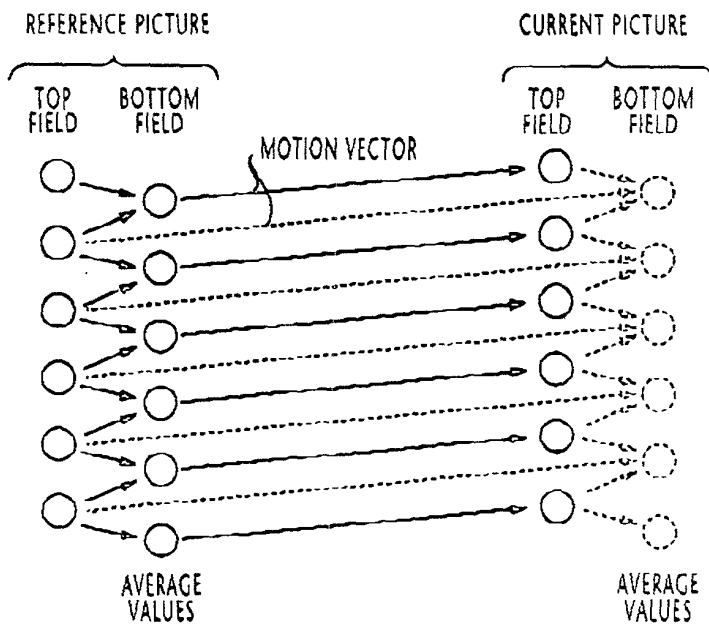 REFERENCE PICTURE
CURRENT PICTURE
TOP FIELD
BOTTOM FIELD
TOP FIELD
BOTTOM FIELD
MOTION VECTOR
AVERAGE VALUES
AVERAGE VALUES